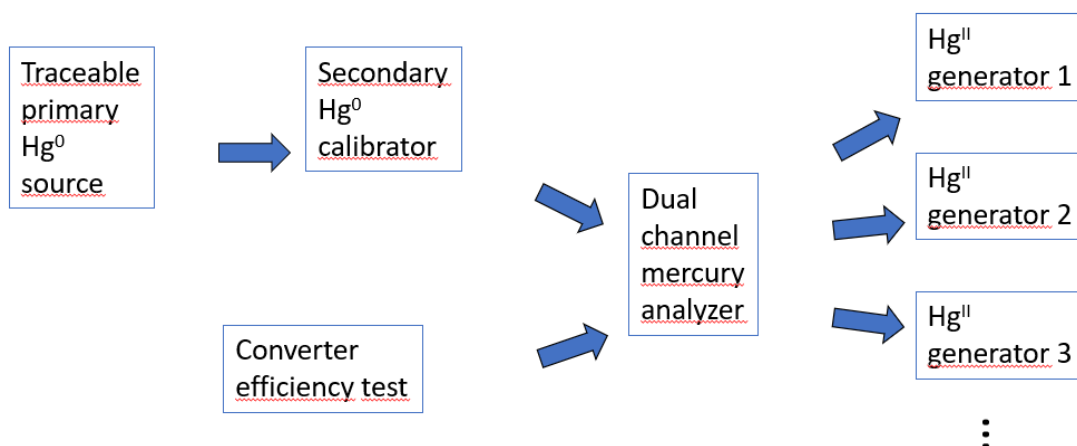 Traceable
primary
Hg⁰
source
Secondary
Hg⁰
calibrator
Converter
efficiency test
Dual
channel
mercury
analyzer
Hgᴵᴵ
generator 1
Hgᴵᴵ
generator 2
Hgᴵᴵ
generator 3
⋮